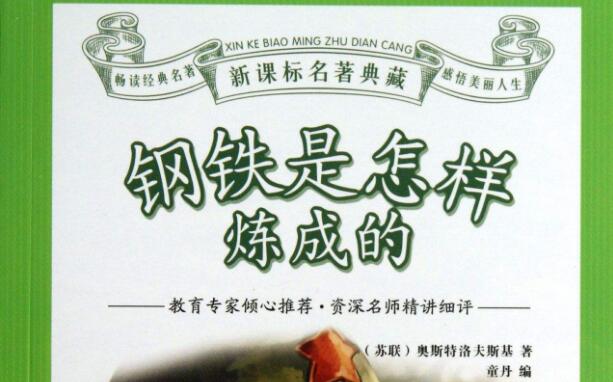 XIN KE BIAO MING ZHU DIAN CANG
畅读经典名著
新课标名著典藏
感悟美丽人生
钢铁是怎样
炼成的
教育专家倾心推荐·资深名师精讲细评
（苏联）奥斯特洛夫斯基 著
童丹 编